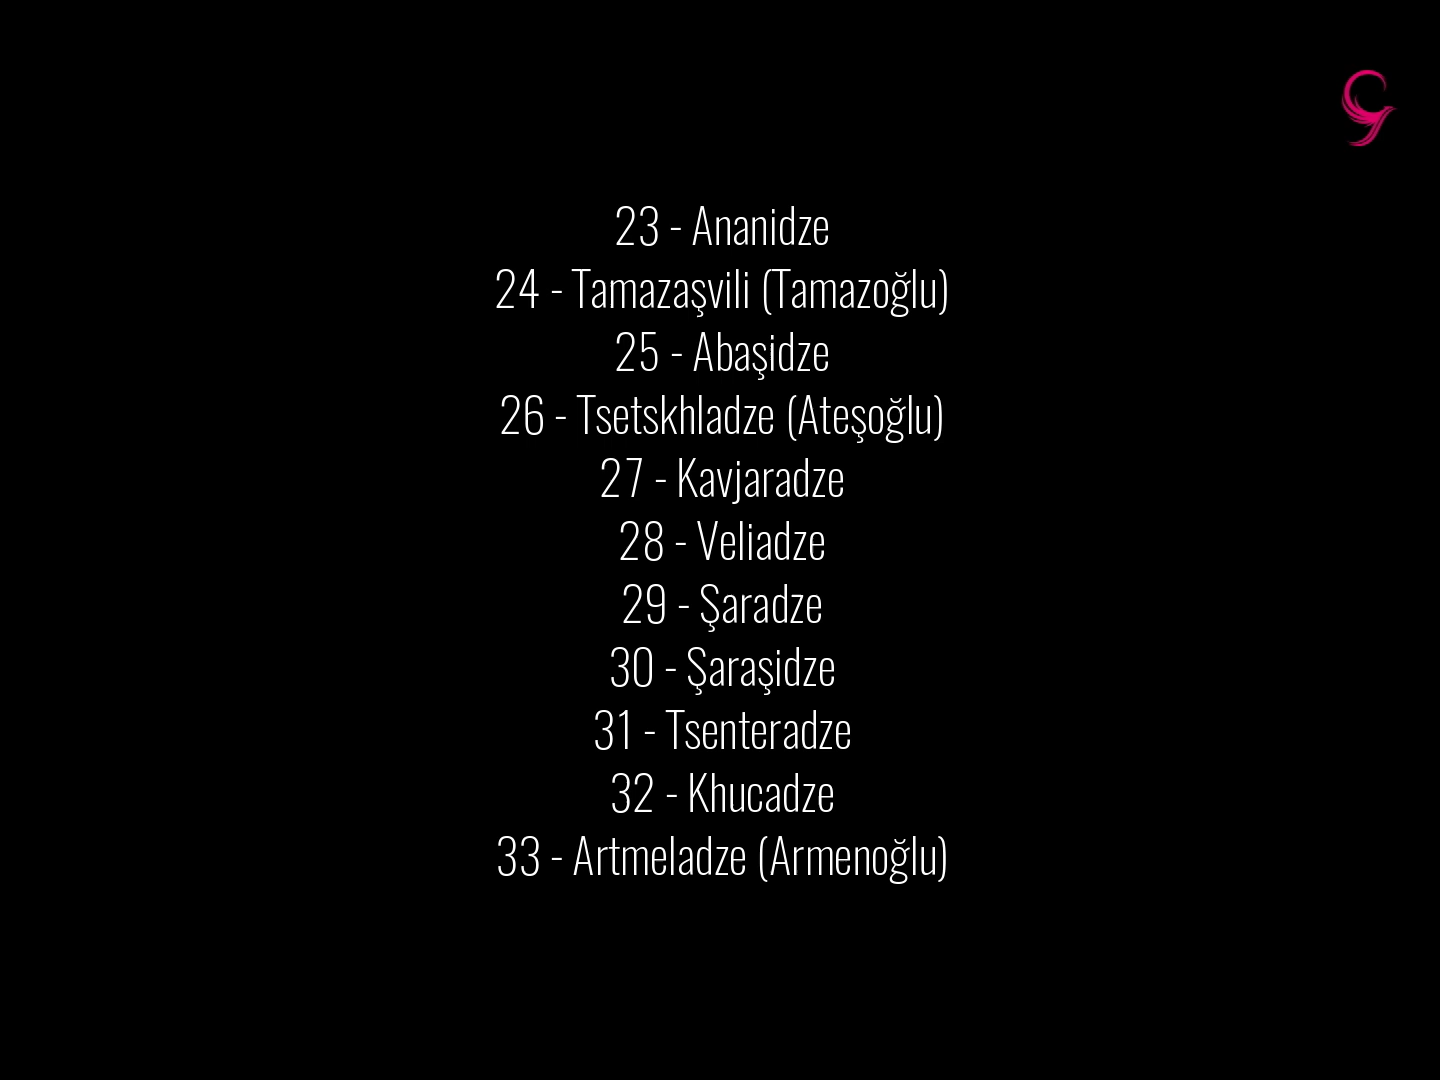 23 - Ananidze
24 - Tamazaşvili (Tamazoğlu)
25 - Abaşidze
26 - Tsetskhladze (Ateşoğlu)
27 - Kavjaradze
28 - Veliadze
29 - Şaradze
30 - Şaraşidze
31 - Tsenteradze
32 - Khucadze
33 - Artmeladze (Armenoğlu)